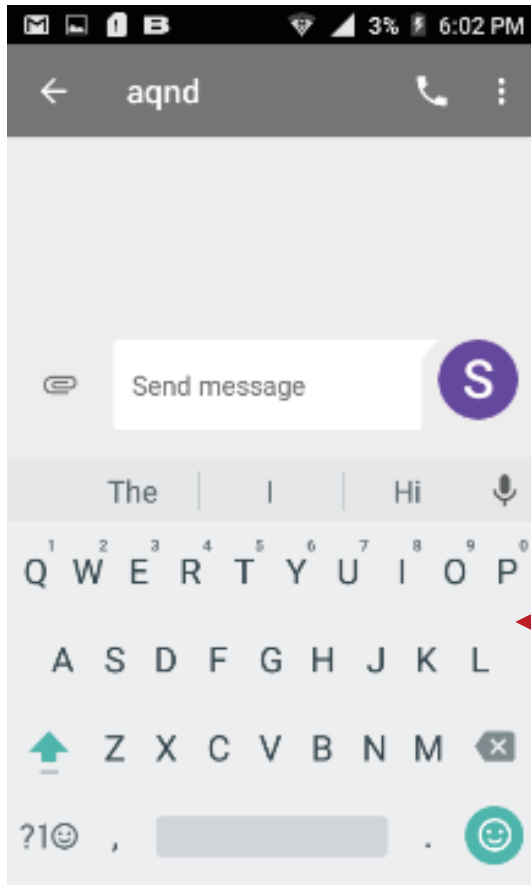 3% 6:02 PM
aqnd
Send message S
The I Hi
1 2 3 4 5 6 7 8 9 0
Q W E R T Y U I O P
A S D F G H J K L
Z X C V B N M
?1☺ , .